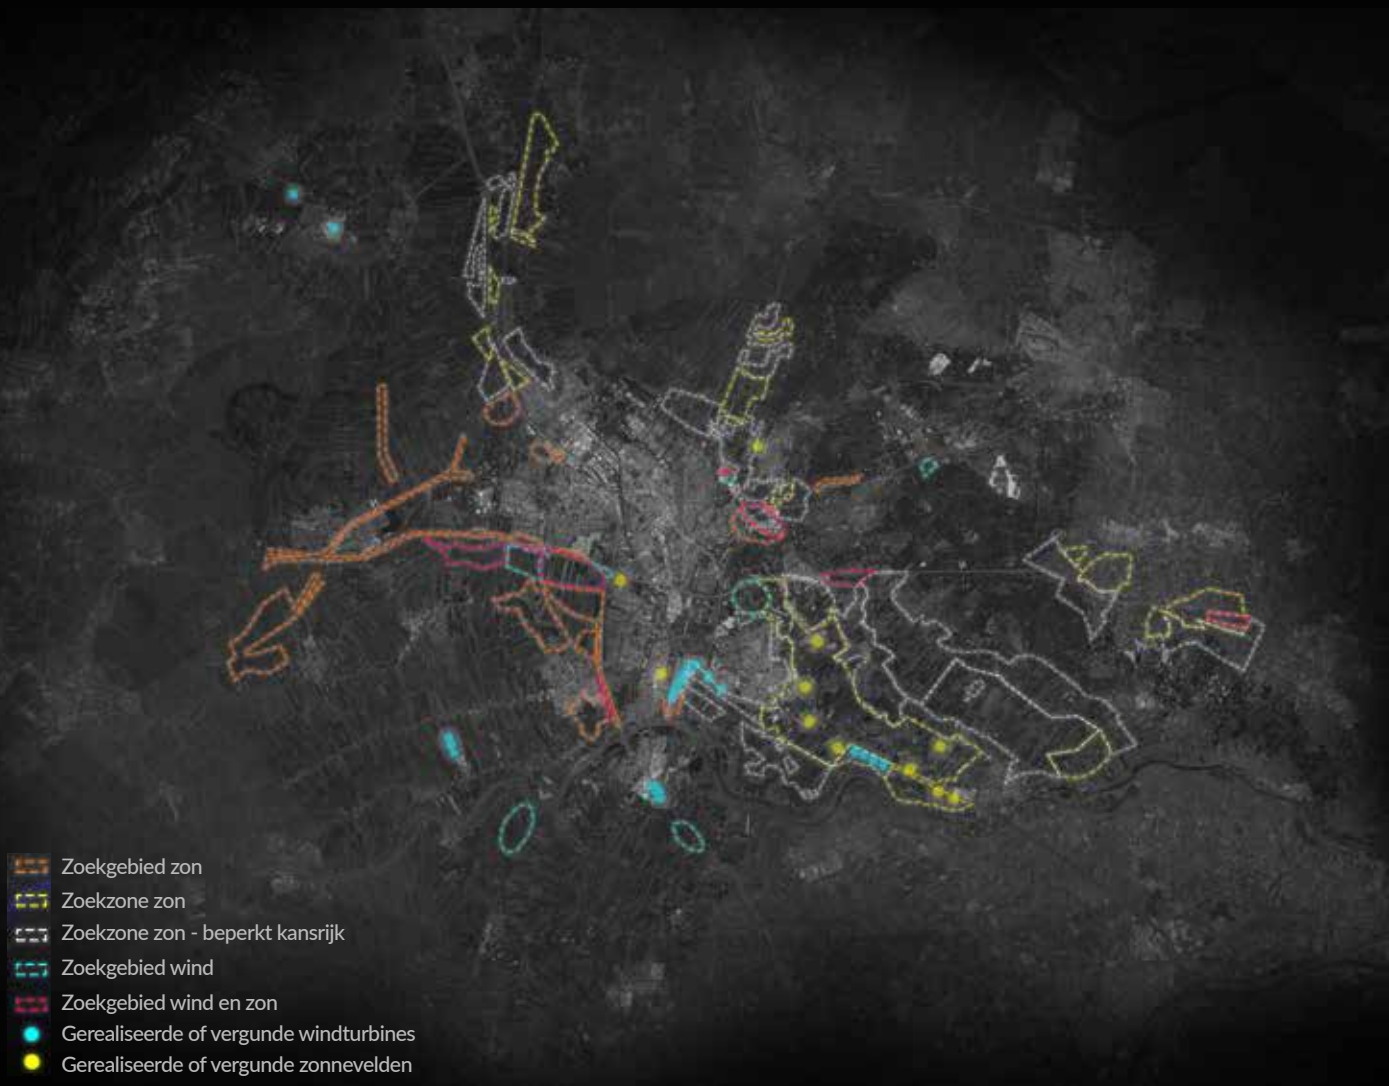 Zoekgebied zon
Zoekzone zon
Zoekzone zon - beperkt kansrijk
Zoekgebied wind
Zoekgebied wind en zon
Gerealiseerde of vergunde windturbines
Gerealiseerde of vergunde zonnevelden